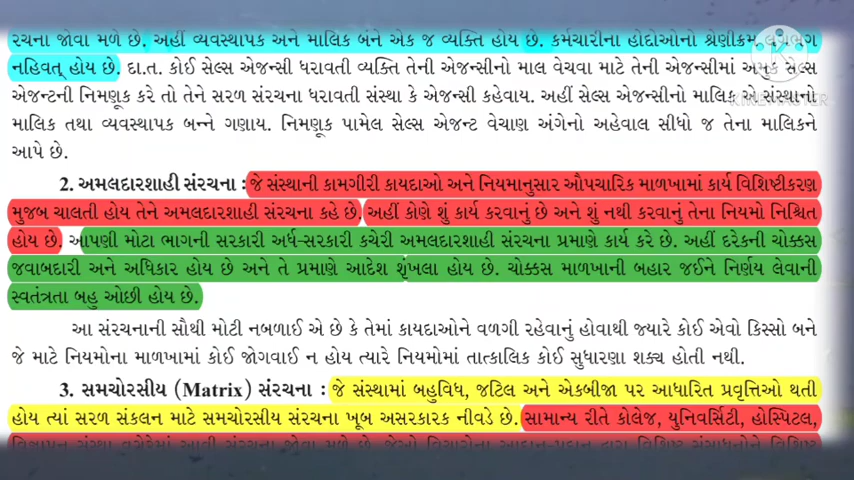 રચના જોવા મળે છે. અહીં વ્યવસ્થાપક અને માલિક બંને એક જ વ્યક્તિ હોય છે. કર્મચારીના હોદ્દાઓનો શ્રેણીક્રમ લગભગ
નહિવત્ હોય છે. દા.ત. કોઈ સેલ્સ એજન્સી ધરાવતી વ્યક્તિ તેની એજન્સીનો માલ વેચવા માટે તેની એજન્સીમાં અમુક સેલ્સ
એજન્ટની નિમણૂક કરે તો તેને સરળ સંરચના ધરાવતી સંસ્થા કે એજન્સી કહેવાય. અહીં સેલ્સ એજન્સીનો માલિક એ સંસ્થાનો
માલિક તથા વ્યવસ્થાપક બન્ને ગણાય. નિમણૂક પામેલ સેલ્સ એજન્ટ વેચાણ અંગેનો અહેવાલ સીધો જ તેના માલિકને
આપે છે.
2. અમલદારશાહી સંરચના : જે સંસ્થાની કામગીરી કાયદાઓ અને નિયમાનુસાર ઔપચારિક માળખામાં કાર્ય વિશિષ્ટીકરણ
મુજબ ચાલતી હોય તેને અમલદારશાહી સંરચના કહે છે. અહીં કોણે શું કાર્ય કરવાનું છે અને શું નથી કરવાનું તેના નિયમો નિશ્ચિત
હોય છે. આપણી મોટા ભાગની સરકારી અર્ધ-સરકારી કચેરી અમલદારશાહી સંરચના પ્રમાણે કાર્ય કરે છે. અહીં દરેકની ચોક્કસ
જવાબદારી અને અધિકાર હોય છે અને તે પ્રમાણે આદેશ શૃંખલા હોય છે. ચોક્કસ માળખાની બહાર જઈને નિર્ણય લેવાની
સ્વતંત્રતા બહુ ઓછી હોય છે.
આ સંરચનાની સૌથી મોટી નબળાઈ એ છે કે તેમાં કાયદાઓને વળગી રહેવાનું હોવાથી જ્યારે કોઈ એવો કિસ્સો બને
જે માટે નિયમોના માળખામાં કોઈ જોગવાઈ ન હોય ત્યારે નિયમોમાં તાત્કાલિક કોઈ સુધારણા શક્ય હોતી નથી.
3. સમચોરસીય (Matrix) સંરચના : જે સંસ્થામાં બહુવિધ, જટિલ અને એકબીજા પર આધારિત પ્રવૃત્તિઓ થતી
હોય ત્યાં સરળ સંકલન માટે સમચોરસીય સંરચના ખૂબ અસરકારક નીવડે છે. સામાન્ય રીતે કોલેજ, યુનિવર્સિટી, હોસ્પિટલ,
KINEMASTER